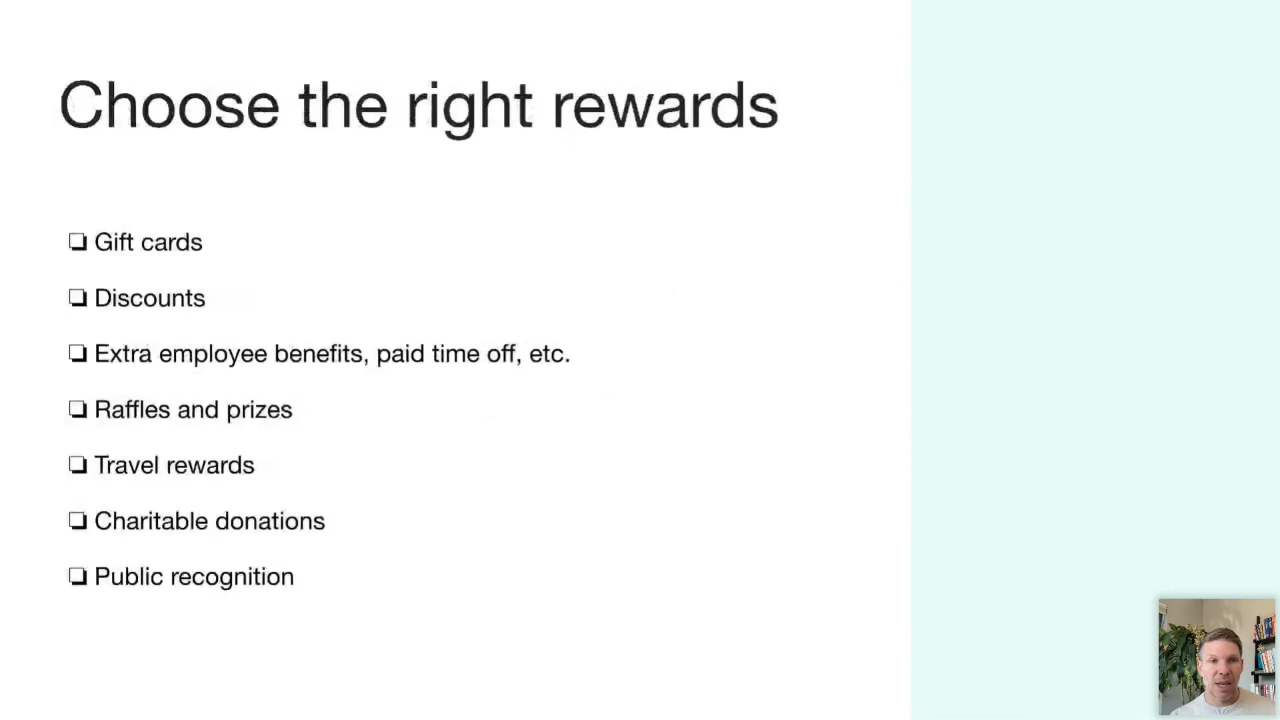 Choose the right rewards
❏ Gift cards
❏ Discounts
❏ Extra employee benefits, paid time off, etc.
❏ Raffles and prizes
❏ Travel rewards
❏ Charitable donations
❏ Public recognition